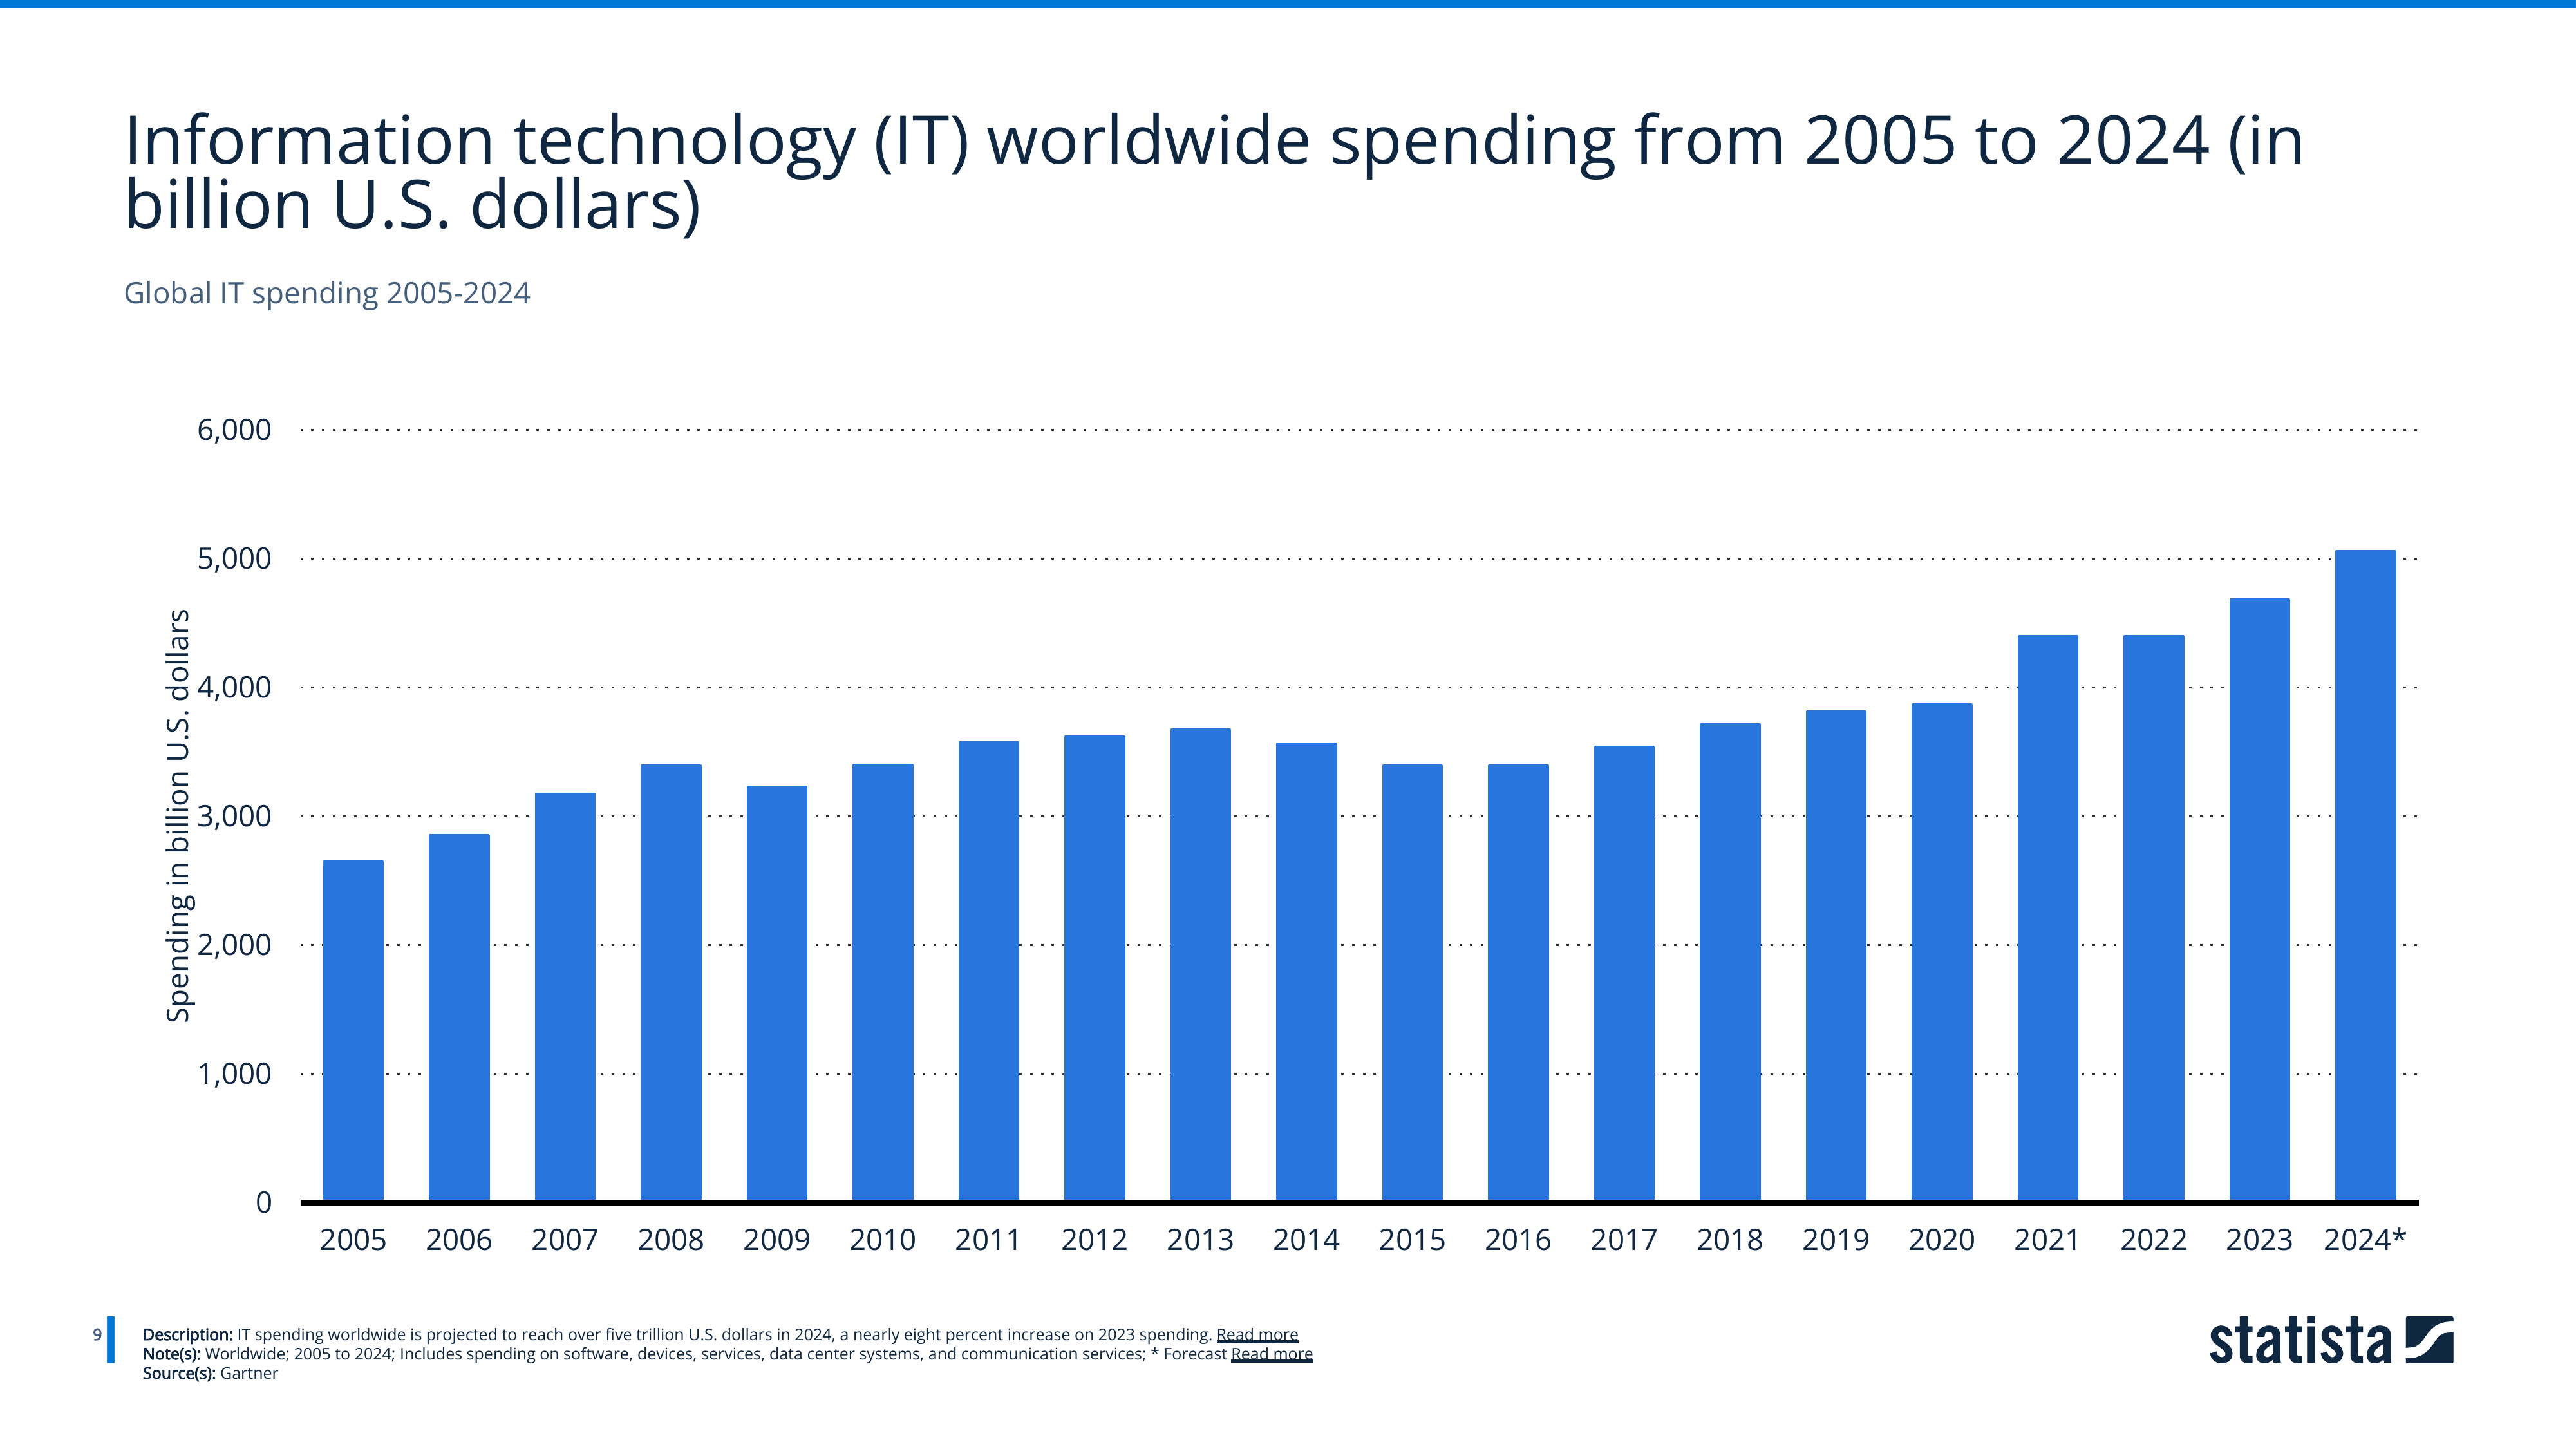 Information technology (IT) worldwide spending from 2005 to 2024 (in
billion U.S. dollars)
Global IT spending 2005-2024
Spending in billion U.S. dollars
6,000
5,000
4,000
3,000
2,000
1,000
0
2005 2006 2007 2008 2009 2010 2011 2012 2013 2014 2015 2016 2017 2018 2019 2020 2021 2022 2023 2024*
9
Description: IT spending worldwide is projected to reach over five trillion U.S. dollars in 2024, a nearly eight percent increase on 2023 spending. Read more
Note(s): Worldwide; 2005 to 2024; Includes spending on software, devices, services, data center systems, and communication services; * Forecast Read more
Source(s): Gartner
statista